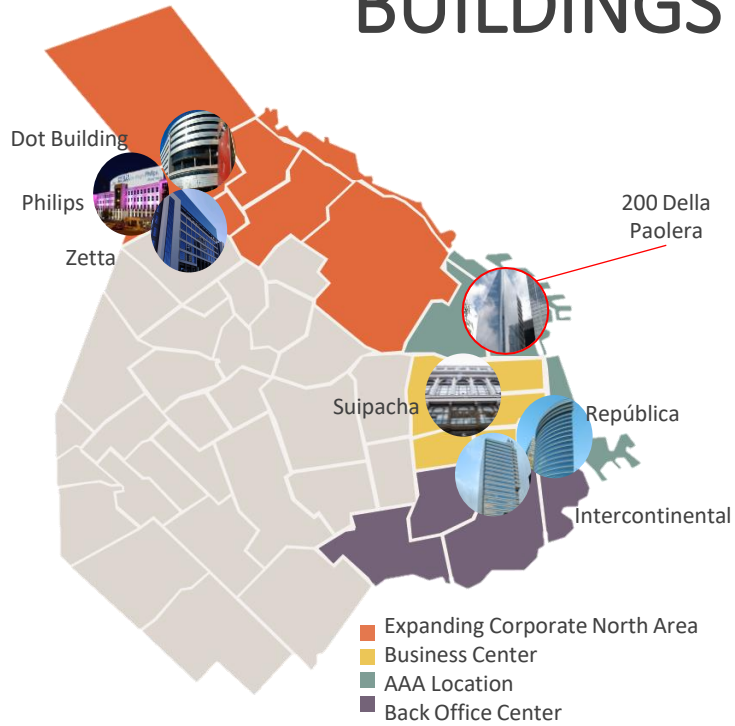 BUILDINGS
Dot Building
Philips
Zetta
200 Della
Paolera
Suipacha
República
Intercontinental
Expanding Corporate North Area
Business Center
AAA Location
Back Office Center